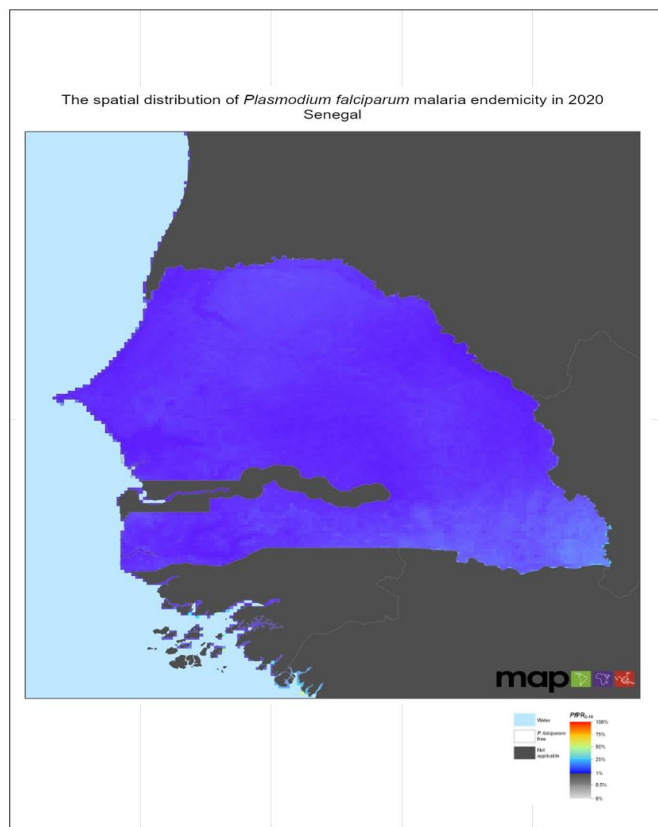 The spatial distribution of Plasmodium falciparum malaria endemicity in 2020
Senegal
map
Water
P. falciparum
free
Not
applicable
100%
75%
50%
25%
1%
0.5%
0%